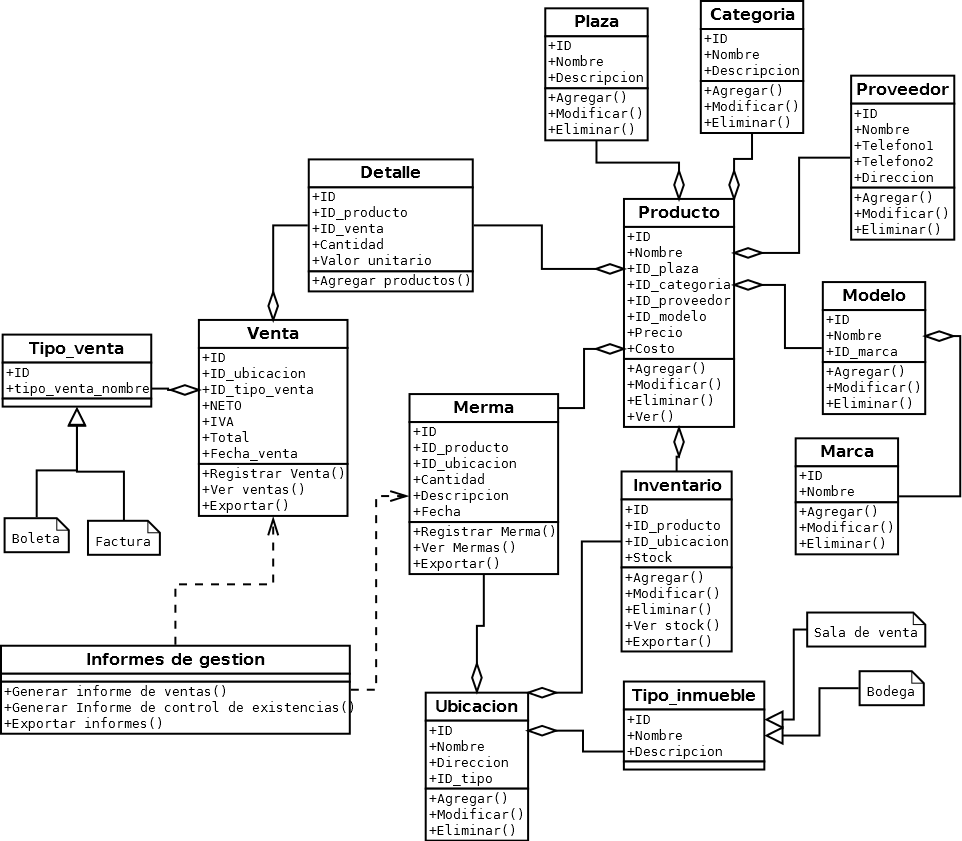 Plaza
+ID
+Nombre
+Descripcion
+Agregar()
+Modificar()
+Eliminar()
Categoria
+ID
+Nombre
+Descripcion
+Agregar()
+Modificar()
+Eliminar()
Proveedor
+ID
+Nombre
+Telefono1
+Telefono2
+Direccion
+Agregar()
+Modificar()
+Eliminar()
Detalle
+ID
+ID_producto
+ID_venta
+Cantidad
+Valor unitario
+Agregar productos()
Producto
+ID
+Nombre
+ID_plaza
+ID_categoria
+ID_proveedor
+ID_modelo
+Precio
+Costo
+Agregar()
+Modificar()
+Eliminar()
+Ver()
Modelo
+ID
+Nombre
+ID_marca
+Agregar()
+Modificar()
+Eliminar()
Venta
+ID
+ID_ubicacion
+ID_tipo_venta
+NETO
+IVA
+Total
+Fecha_venta
+Registrar Venta()
+Ver ventas()
+Exportar()
Tipo_venta
+ID
+tipo_venta_nombre
Merma
+ID
+ID_producto
+ID_ubicacion
+Cantidad
+Descripcion
+Fecha
+Registrar Merma()
+Ver Mermas()
+Exportar()
Marca
+ID
+Nombre
+Agregar()
+Modificar()
+Eliminar()
Inventario
+ID
+ID_producto
+ID_ubicacion
+Stock
+Agregar()
+Modificar()
+Eliminar()
+Ver stock()
+Exportar()
Boleta
Factura
Informes de gestion
+Generar informe de ventas()
+Generar Informe de control de existencias()
+Exportar informes()
Ubicacion
+ID
+Nombre
+Direccion
+ID_tipo
+Agregar()
+Modificar()
+Eliminar()
Tipo_inmueble
+ID
+Nombre
+Descripcion
Sala de venta
Bodega